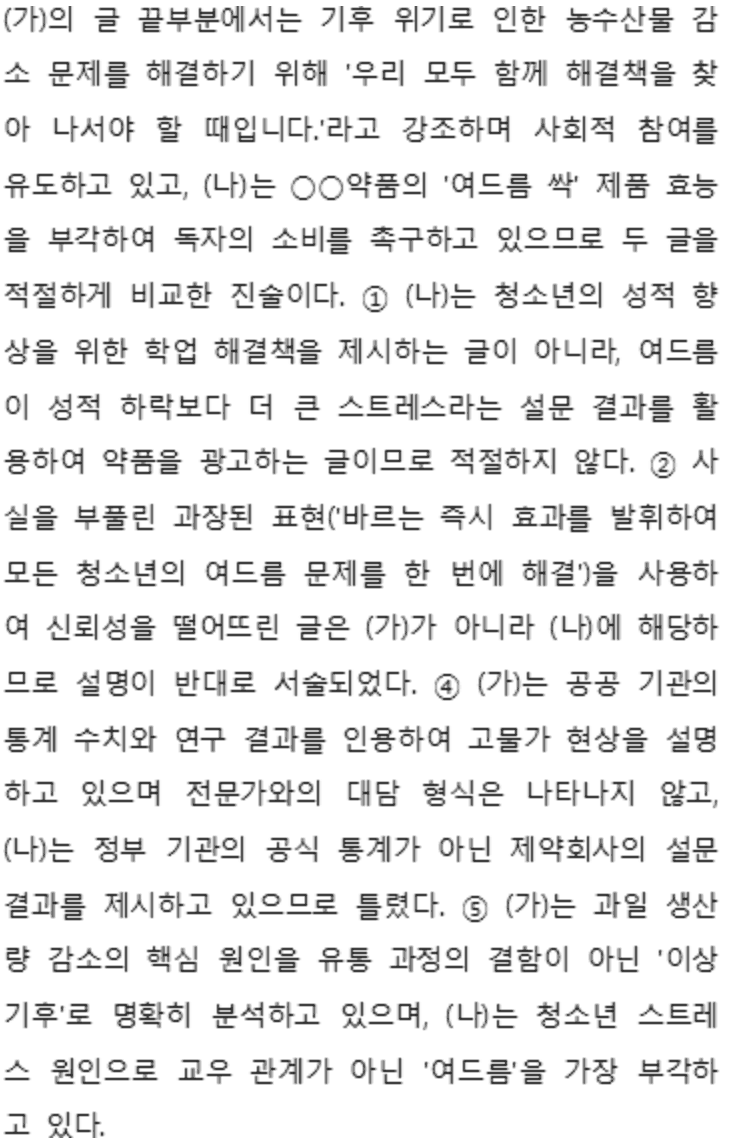 (가)의 글 끝부분에서는 기후 위기로 인한 농수산물 감
소 문제를 해결하기 위해 '우리 모두 함께 해결책을 찾
아 나서야 할 때입니다.'라고 강조하며 사회적 참여를
유도하고 있고, (나)는 ○○약품의 '여드름 싹' 제품 효능
을 부각하여 독자의 소비를 촉구하고 있으므로 두 글을
적절하게 비교한 진술이다. ① (나)는 청소년의 성적 향
상을 위한 학업 해결책을 제시하는 글이 아니라, 여드름
이 성적 하락보다 더 큰 스트레스라는 설문 결과를 활
용하여 약품을 광고하는 글이므로 적절하지 않다. ② 사
실을 부풀린 과장된 표현('바르는 즉시 효과를 발휘하여
모든 청소년의 여드름 문제를 한 번에 해결')을 사용하
여 신뢰성을 떨어뜨린 글은 (가)가 아니라 (나)에 해당하
므로 설명이 반대로 서술되었다. ④ (가)는 공공 기관의
통계 수치와 연구 결과를 인용하여 고물가 현상을 설명
하고 있으며 전문가와의 대담 형식은 나타나지 않고,
(나)는 정부 기관의 공식 통계가 아닌 제약회사의 설문
결과를 제시하고 있으므로 틀렸다. ⑤ (가)는 과일 생산
량 감소의 핵심 원인을 유통 과정의 결함이 아닌 '이상
기후'로 명확히 분석하고 있으며, (나)는 청소년 스트레
스 원인으로 교우 관계가 아닌 '여드름'을 가장 부각하
고 있다.